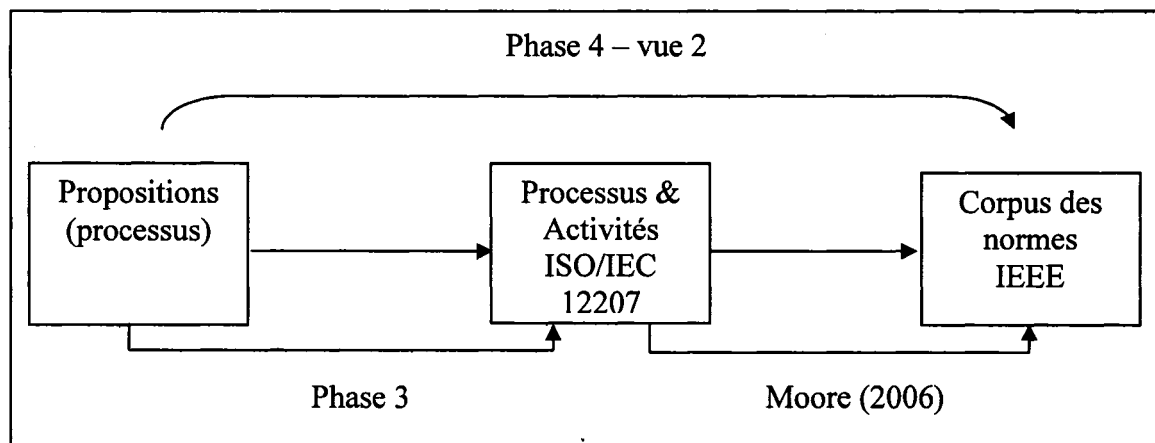 Phase 4 – vue 2
Propositions
(processus)
Processus &
Activités
ISO/IEC
12207
Corpus des
normes
IEEE
Phase 3
Moore (2006)